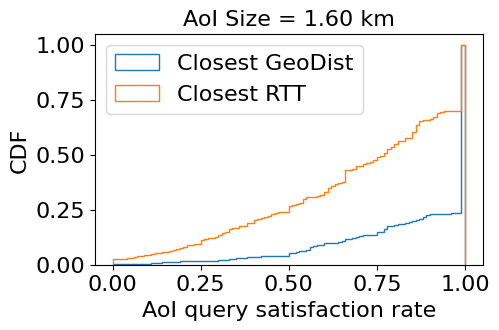 AoI Size = 1.60 km
1.00
0.75
0.50
0.25
0.00
CDF
Closest GeoDist
Closest RTT
0.00 0.25 0.50 0.75 1.00
AoI query satisfaction rate